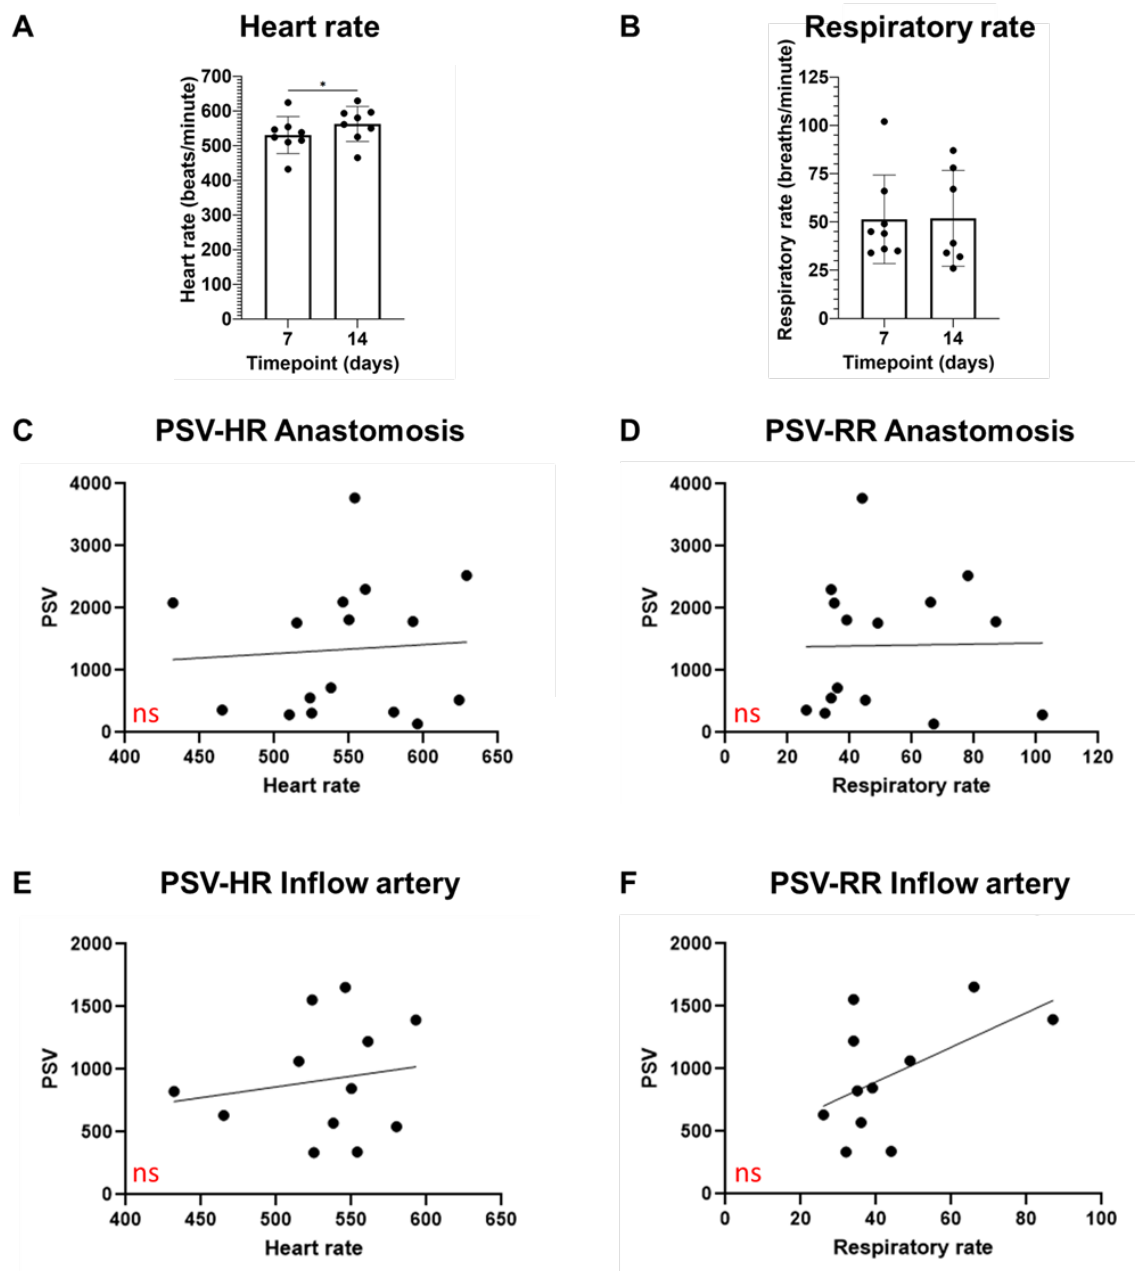 A
Heart rate
Heart rate (beats/minute)
700
600
500
400
300
200
100
0
*
7
14
Timepoint (days)
B
Respiratory rate
Respiratory rate (breaths/minute)
125
100
75
50
25
0
7
14
Timepoint (days)
C
PSV-HR Anastomosis
PSV
4000
3000
2000
1000
0
ns
400 450 500 550 600 650
Heart rate
D
PSV-RR Anastomosis
PSV
4000
3000
2000
1000
0
ns
0 20 40 60 80 100 120
Respiratory rate
E
PSV-HR Inflow artery
PSV
2000
1500
1000
500
0
ns
400 450 500 550 600 650
Heart rate
F
PSV-RR Inflow artery
PSV
2000
1500
1000
500
0
ns
0 20 40 60 80 100
Respiratory rate